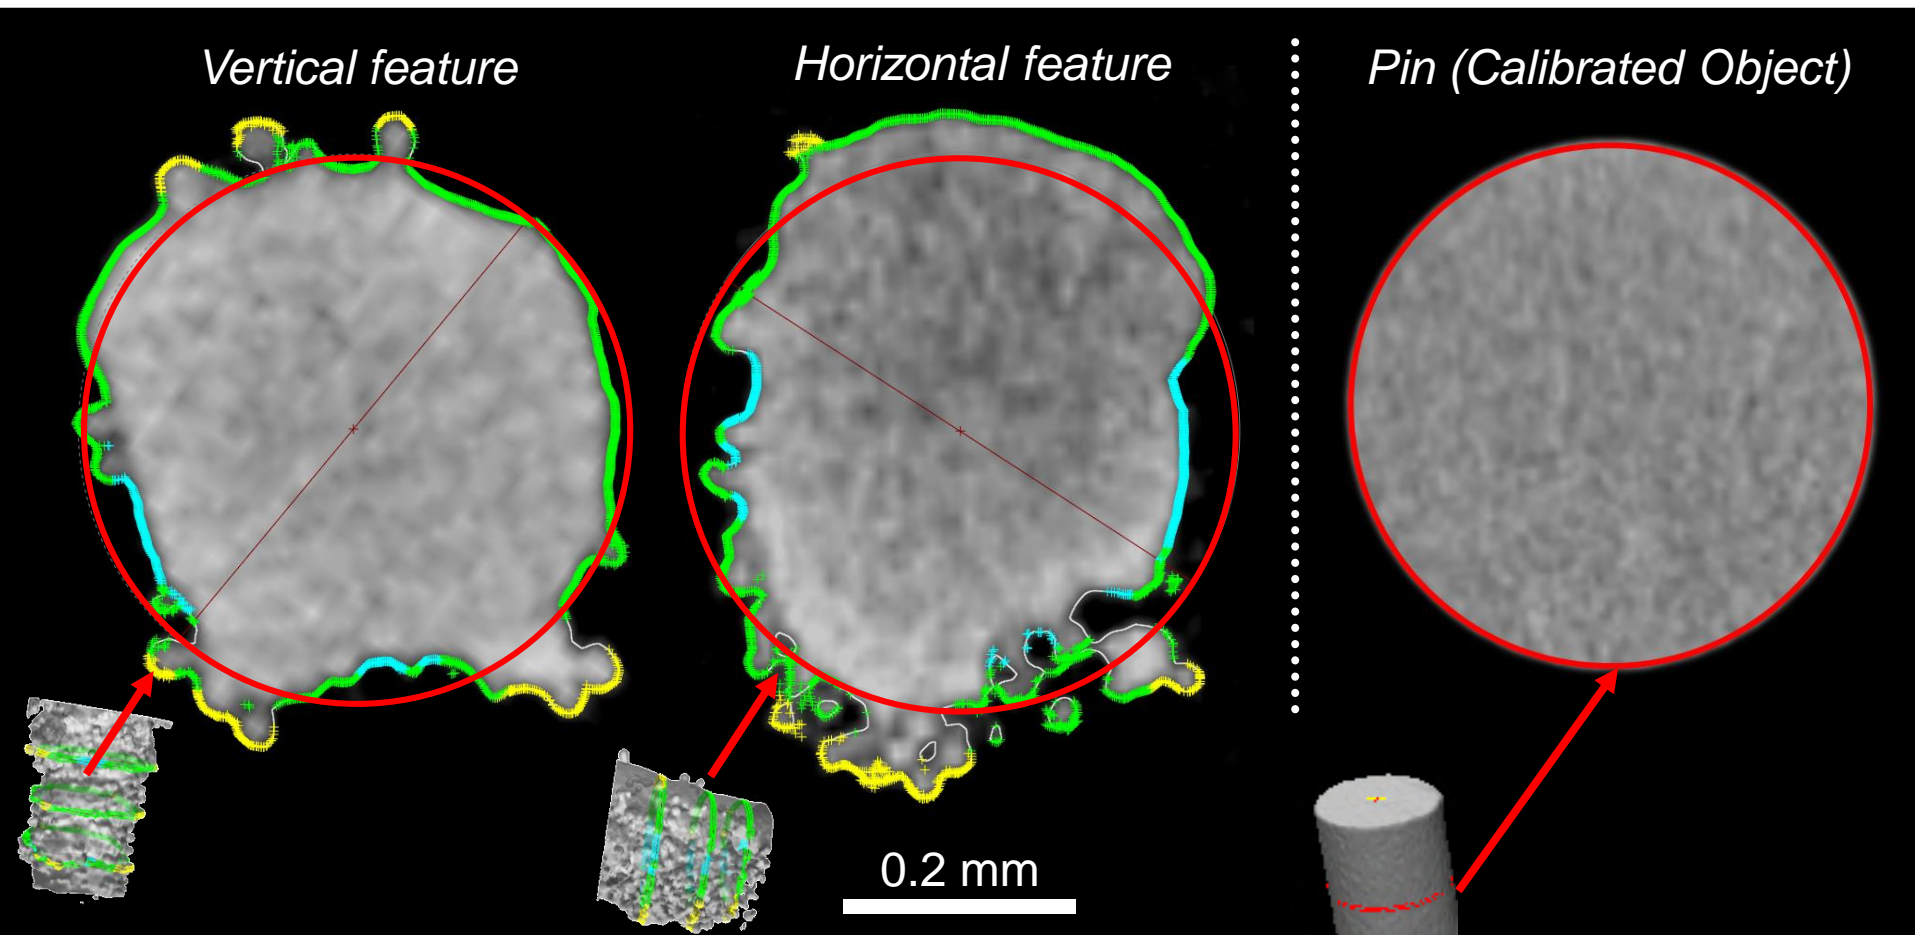 Vertical feature
Horizontal feature
Pin (Calibrated Object)
0.2 mm